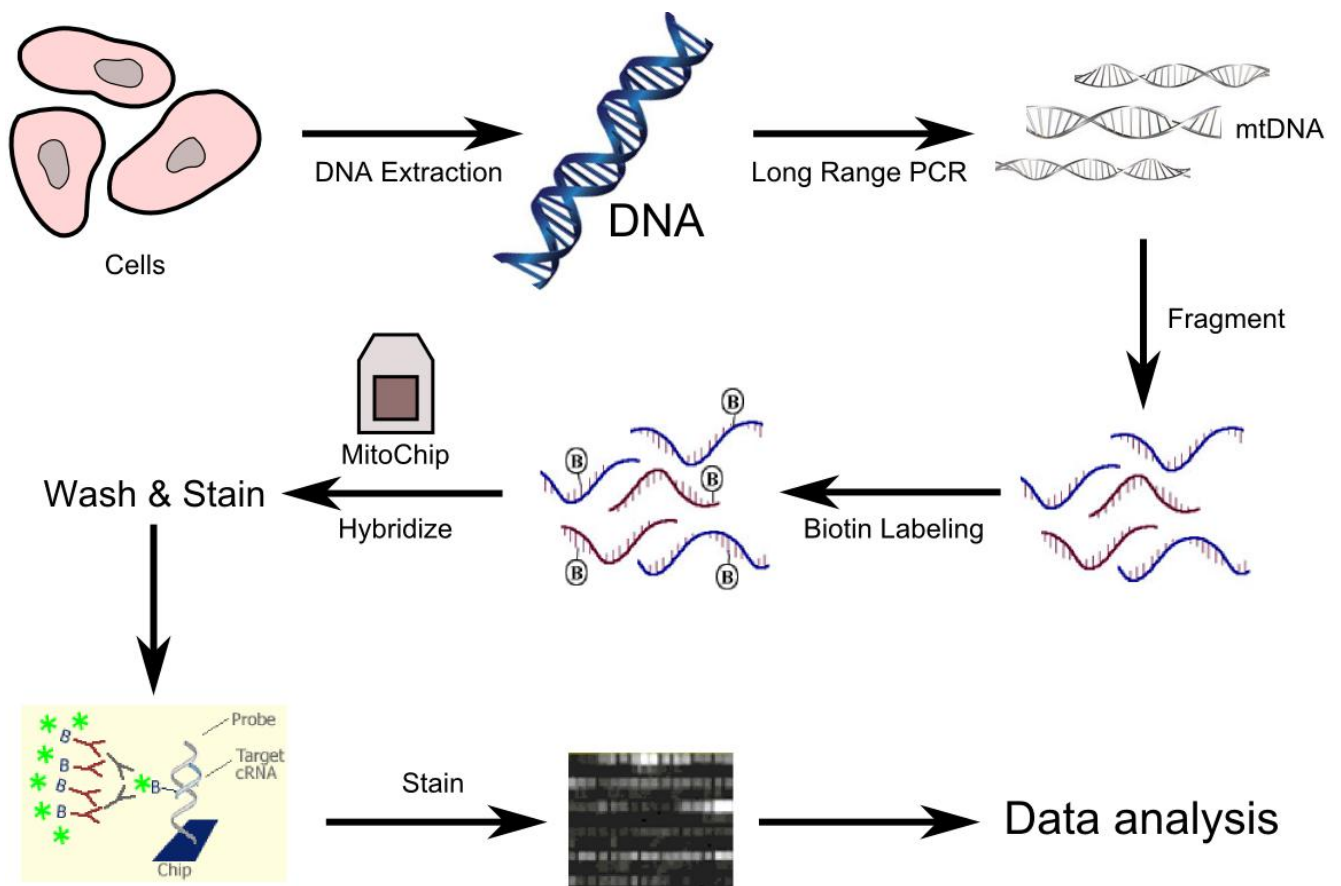 DNA Extraction
Long Range PCR
mtDNA
DNA
Cells
Fragment
MitoChip
Hybridize
Wash & Stain
B
B
B
B
B
Biotin Labeling
Probe
Target
cRNA
B
B
B
B
B
Chip
Stain
Data analysis